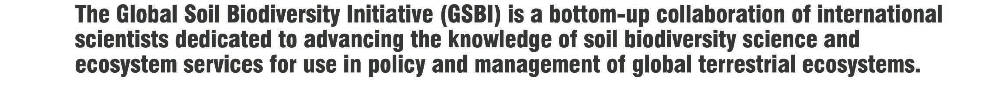 The Global Soil Biodiversity Initiative (GSBI) is a bottom-up collaboration of international
scientists dedicated to advancing the knowledge of soil biodiversity science and
ecosystem services for use in policy and management of global terrestrial ecosystems.